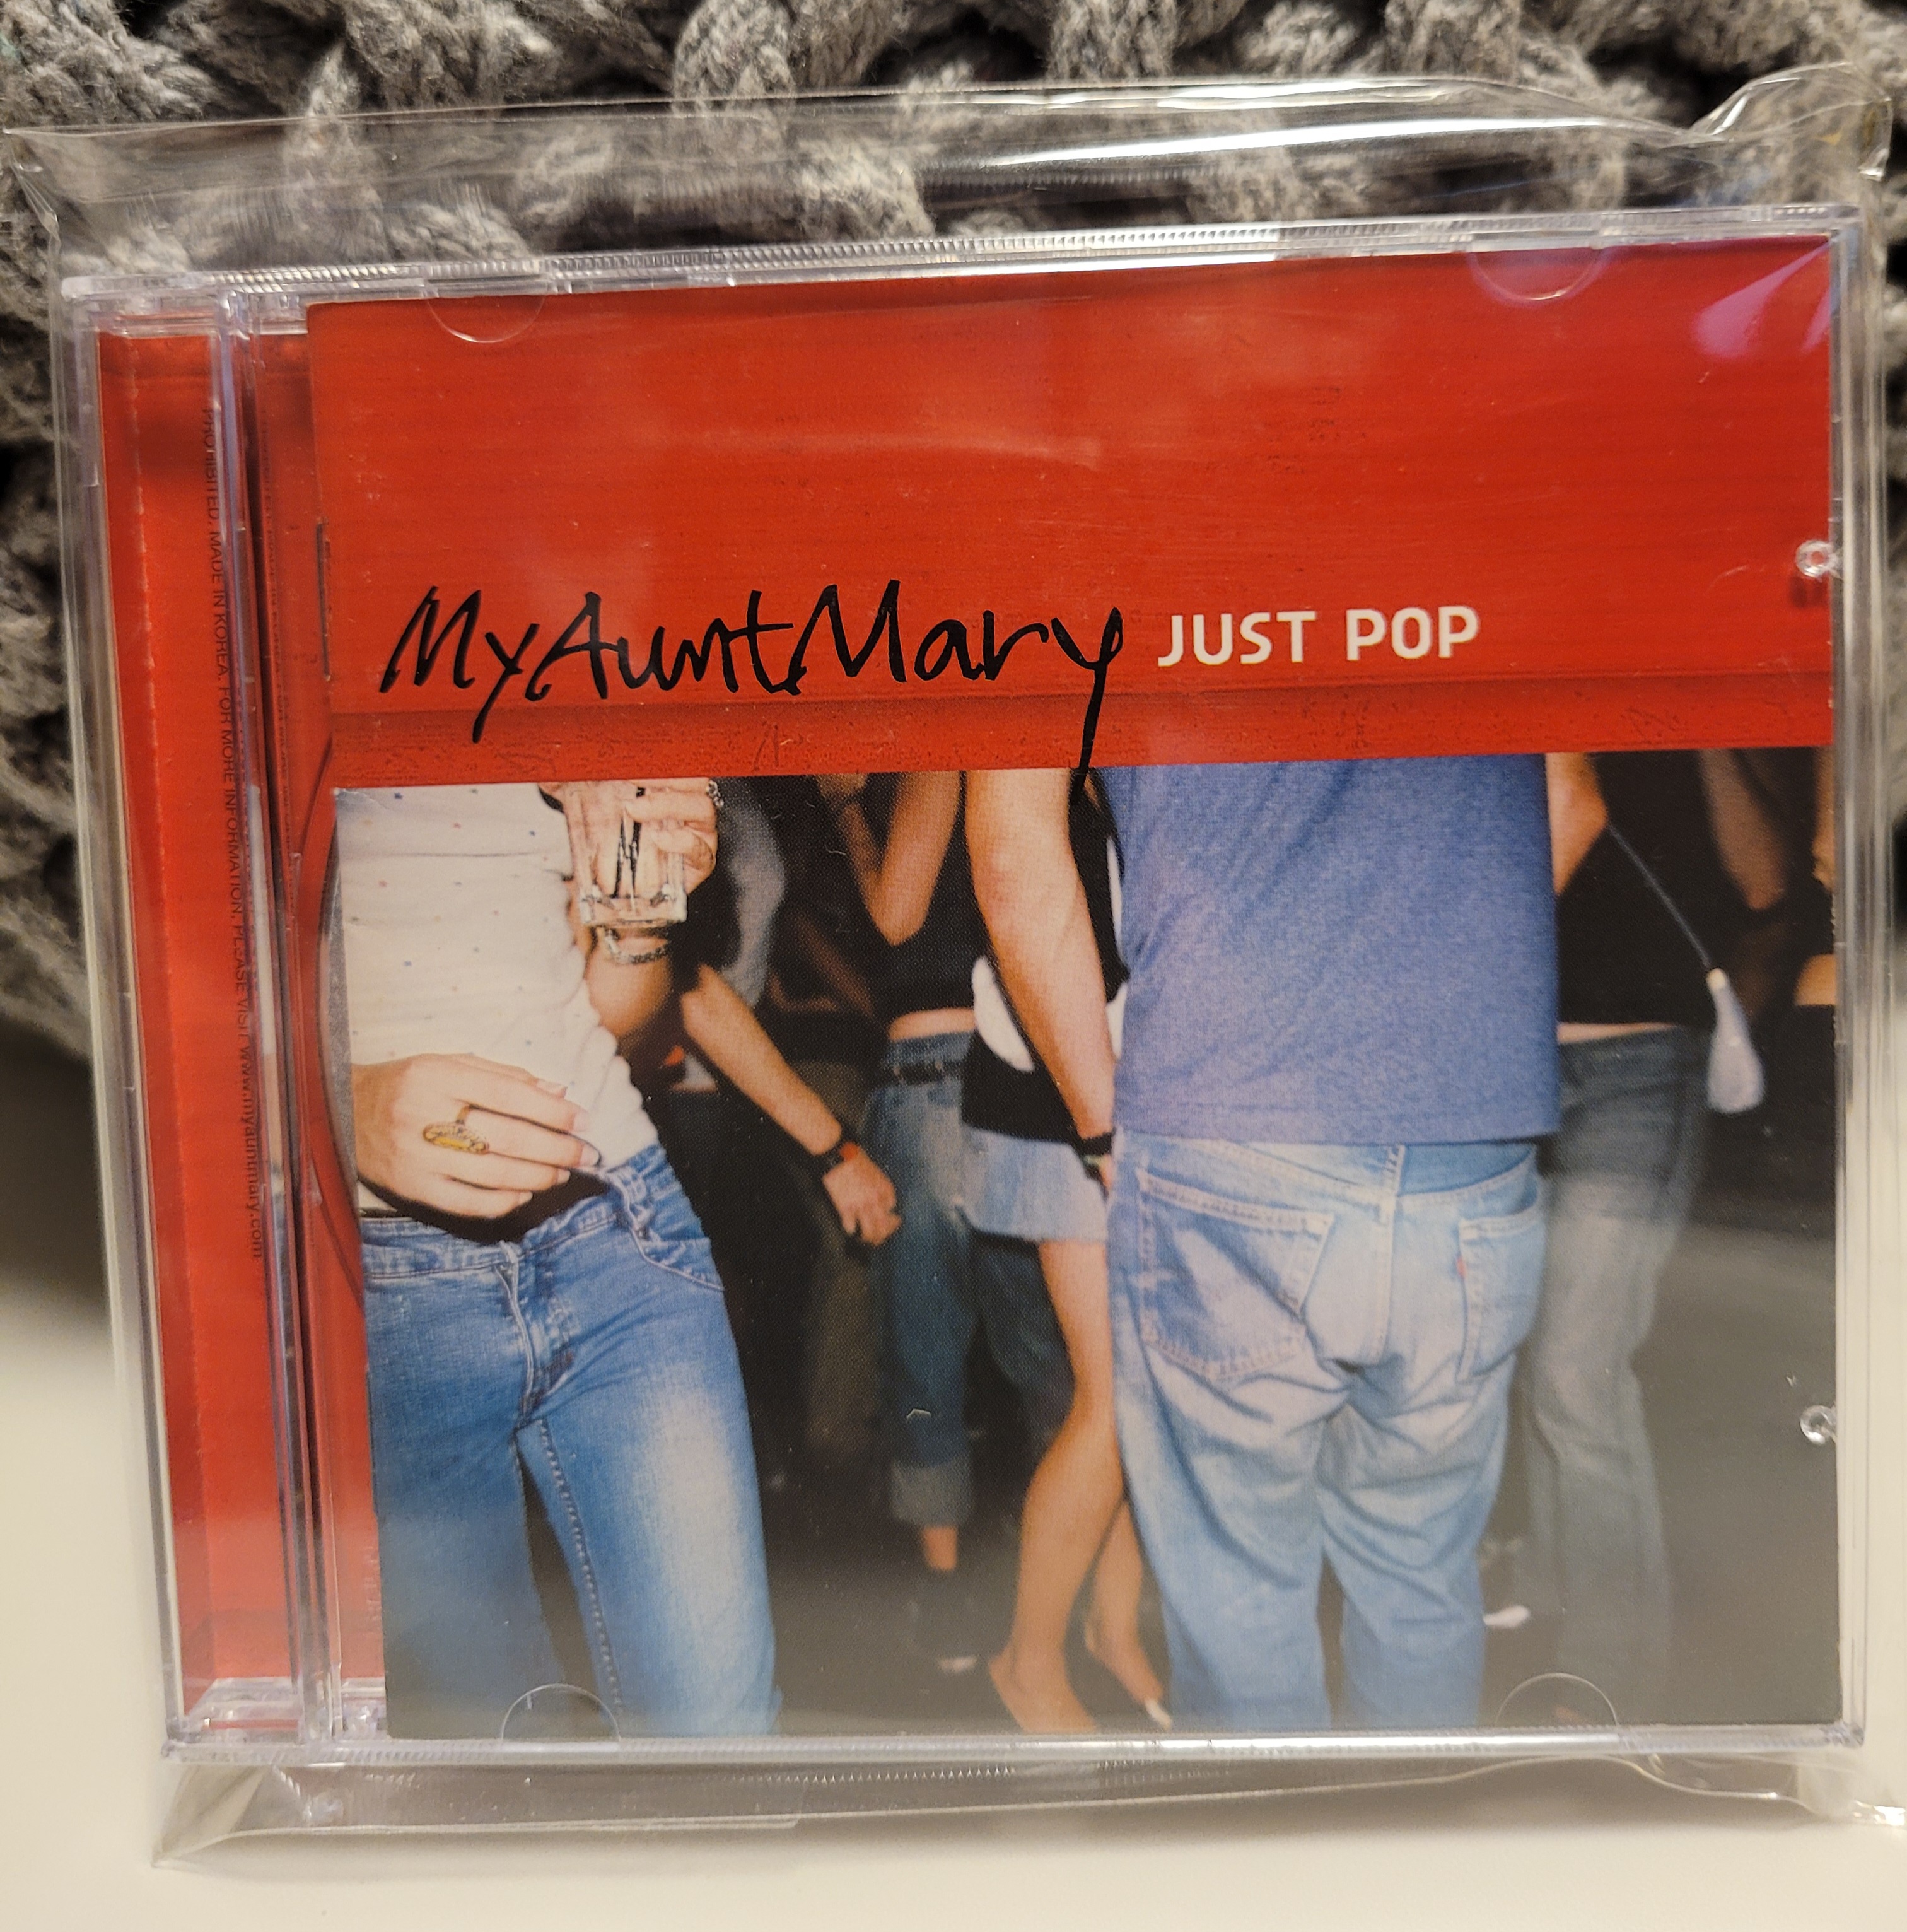 MyAuntMary JUST POP
PROHIBITED. MADE IN KOREA. FOR MORE INFORMATION. PLEASE VISIT www.myauntmary.com